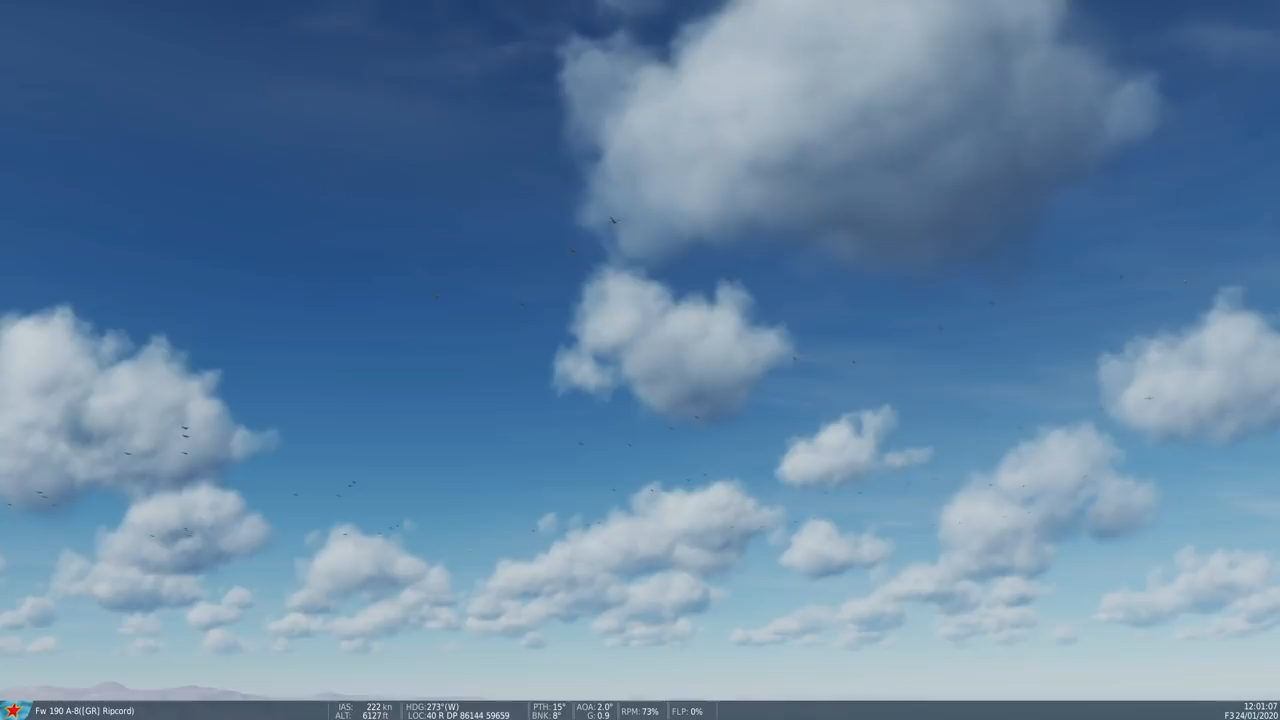 Fw 190 A-8([GR] Ripcord)
IAS: 222 kn
ALT: 6127 ft
HDG: 273°(W)
LOC: 40 R DP 86144 59659
PTH: 15°
BNK: 8°
AOA: 2.0°
G: 0.9
RPM: 73%
FLP: 0%
12:01:07
F3 24/01/2020